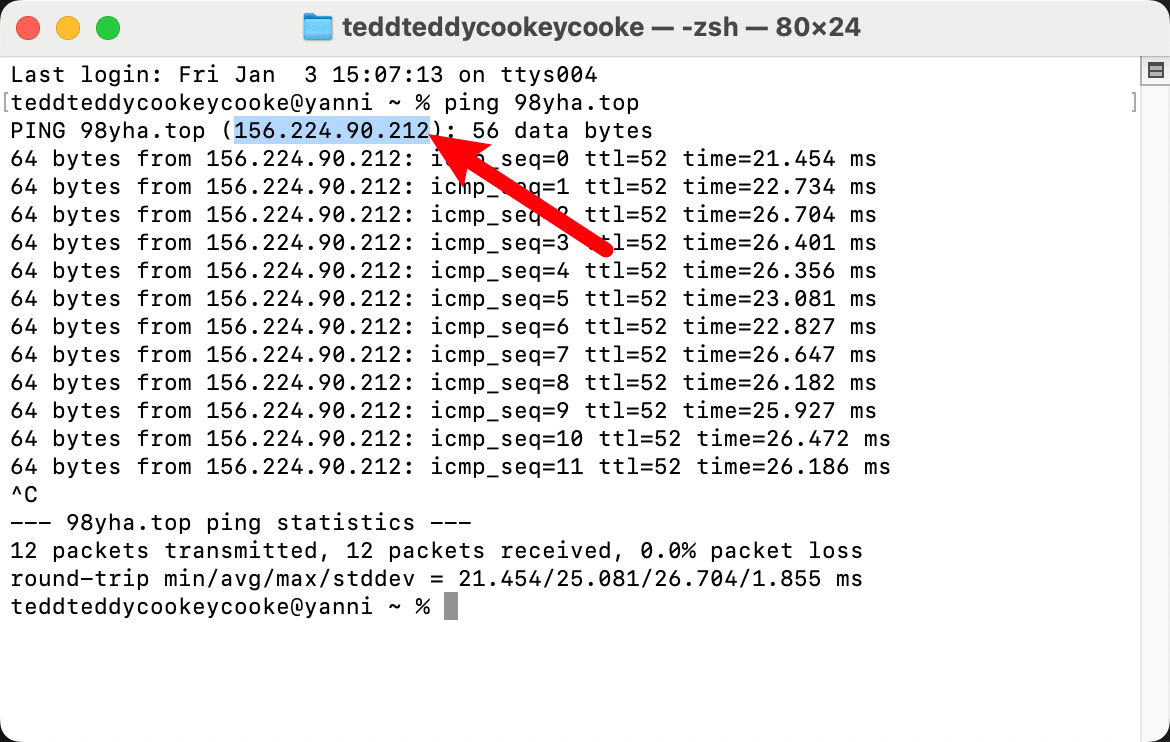 teddteddycookeycooke — -zsh — 80×24
Last login: Fri Jan  3 15:07:13 on ttys004
[teddteddycookeycooke@yanni ~ % ping 98yha.top ]
PING 98yha.top (156.224.90.212): 56 data bytes
64 bytes from 156.224.90.212: icmp_seq=0 ttl=52 time=21.454 ms
64 bytes from 156.224.90.212: icmp_seq=1 ttl=52 time=22.734 ms
64 bytes from 156.224.90.212: icmp_seq=2 ttl=52 time=26.704 ms
64 bytes from 156.224.90.212: icmp_seq=3 ttl=52 time=26.401 ms
64 bytes from 156.224.90.212: icmp_seq=4 ttl=52 time=26.356 ms
64 bytes from 156.224.90.212: icmp_seq=5 ttl=52 time=23.081 ms
64 bytes from 156.224.90.212: icmp_seq=6 ttl=52 time=22.827 ms
64 bytes from 156.224.90.212: icmp_seq=7 ttl=52 time=26.647 ms
64 bytes from 156.224.90.212: icmp_seq=8 ttl=52 time=26.182 ms
64 bytes from 156.224.90.212: icmp_seq=9 ttl=52 time=25.927 ms
64 bytes from 156.224.90.212: icmp_seq=10 ttl=52 time=26.472 ms
64 bytes from 156.224.90.212: icmp_seq=11 ttl=52 time=26.186 ms
^C
--- 98yha.top ping statistics ---
12 packets transmitted, 12 packets received, 0.0% packet loss
round-trip min/avg/max/stddev = 21.454/25.081/26.704/1.855 ms
teddteddycookeycooke@yanni ~ %